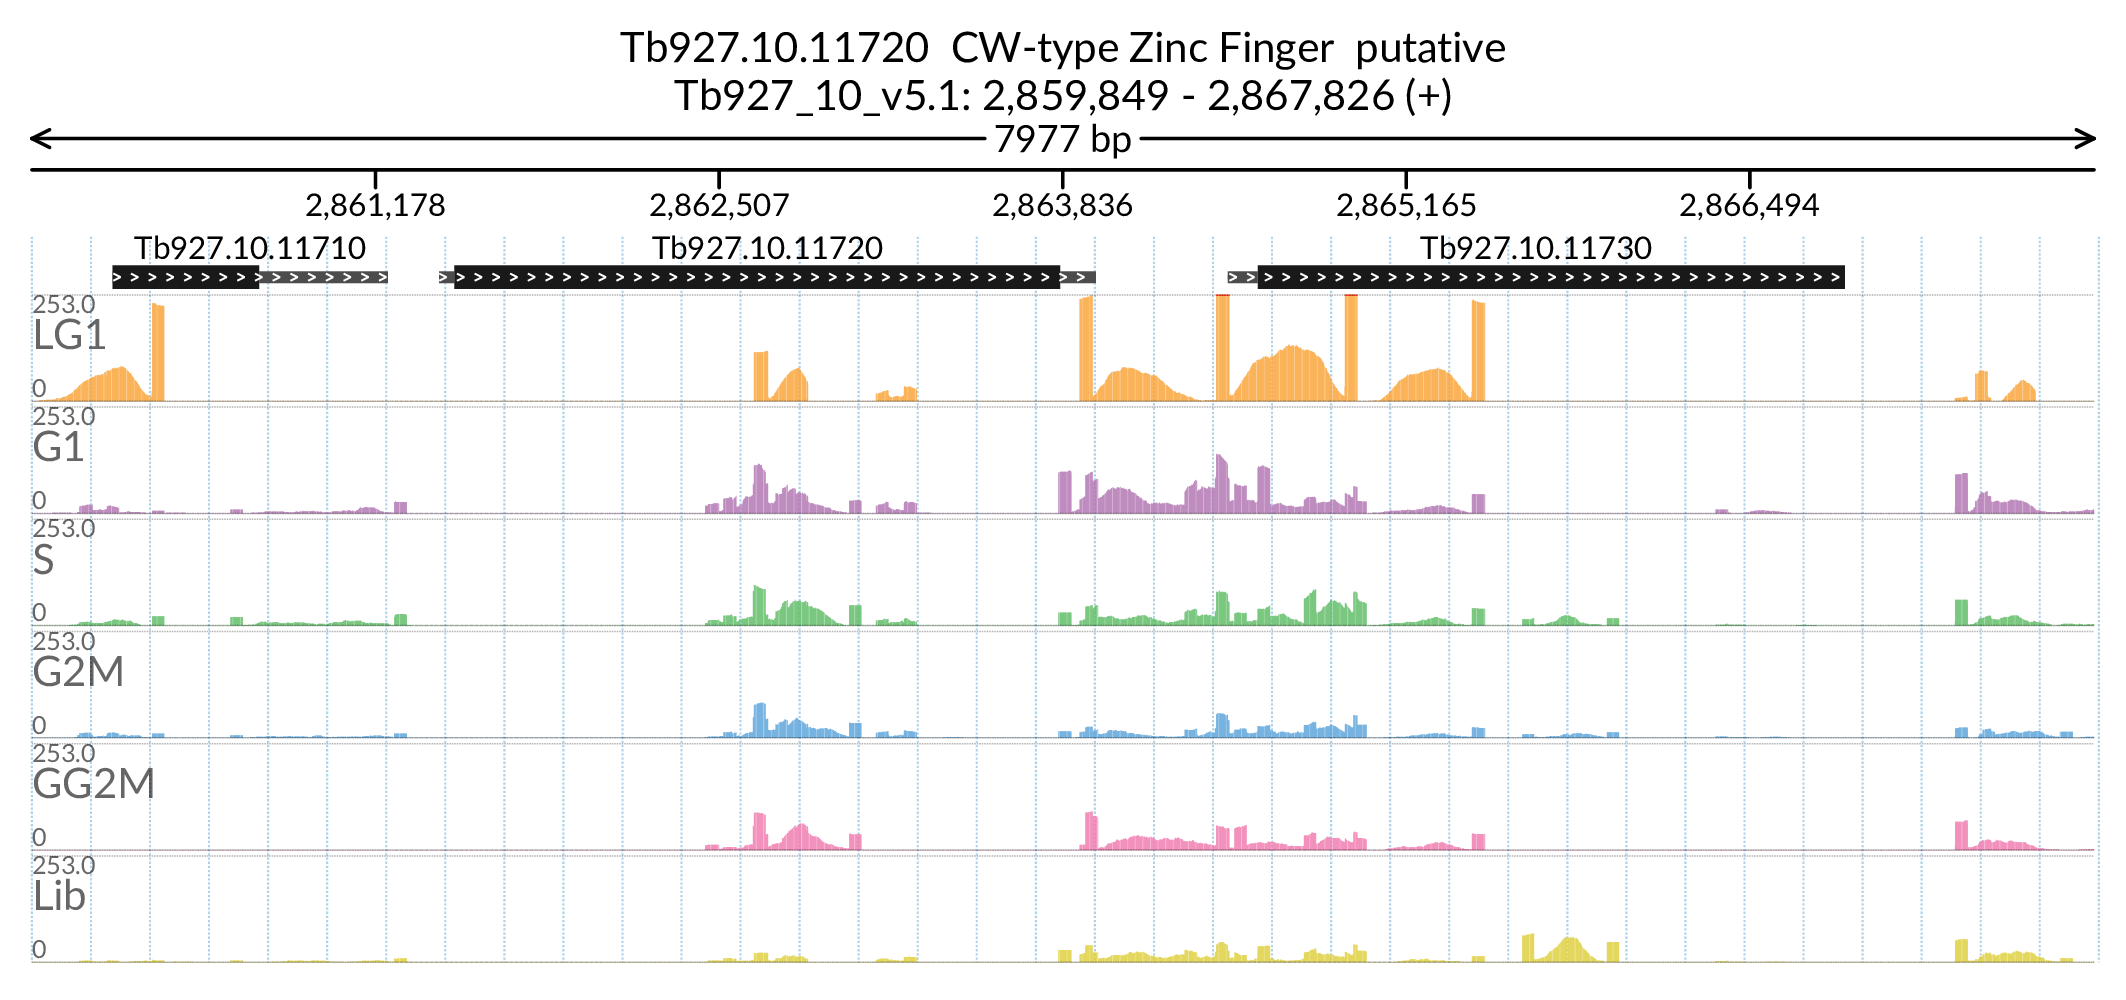 Tb927.10.11720  CW-type Zinc Finger  putative
Tb927_10_v5.1: 2,859,849 - 2,867,826 (+)
7977 bp
2,861,178 2,862,507 2,863,836 2,865,165 2,866,494
Tb927.10.11710 Tb927.10.11720 Tb927.10.11730
253.0
LG1
0
253.0
G1
0
253.0
S
0
253.0
G2M
0
253.0
GG2M
0
253.0
Lib
0